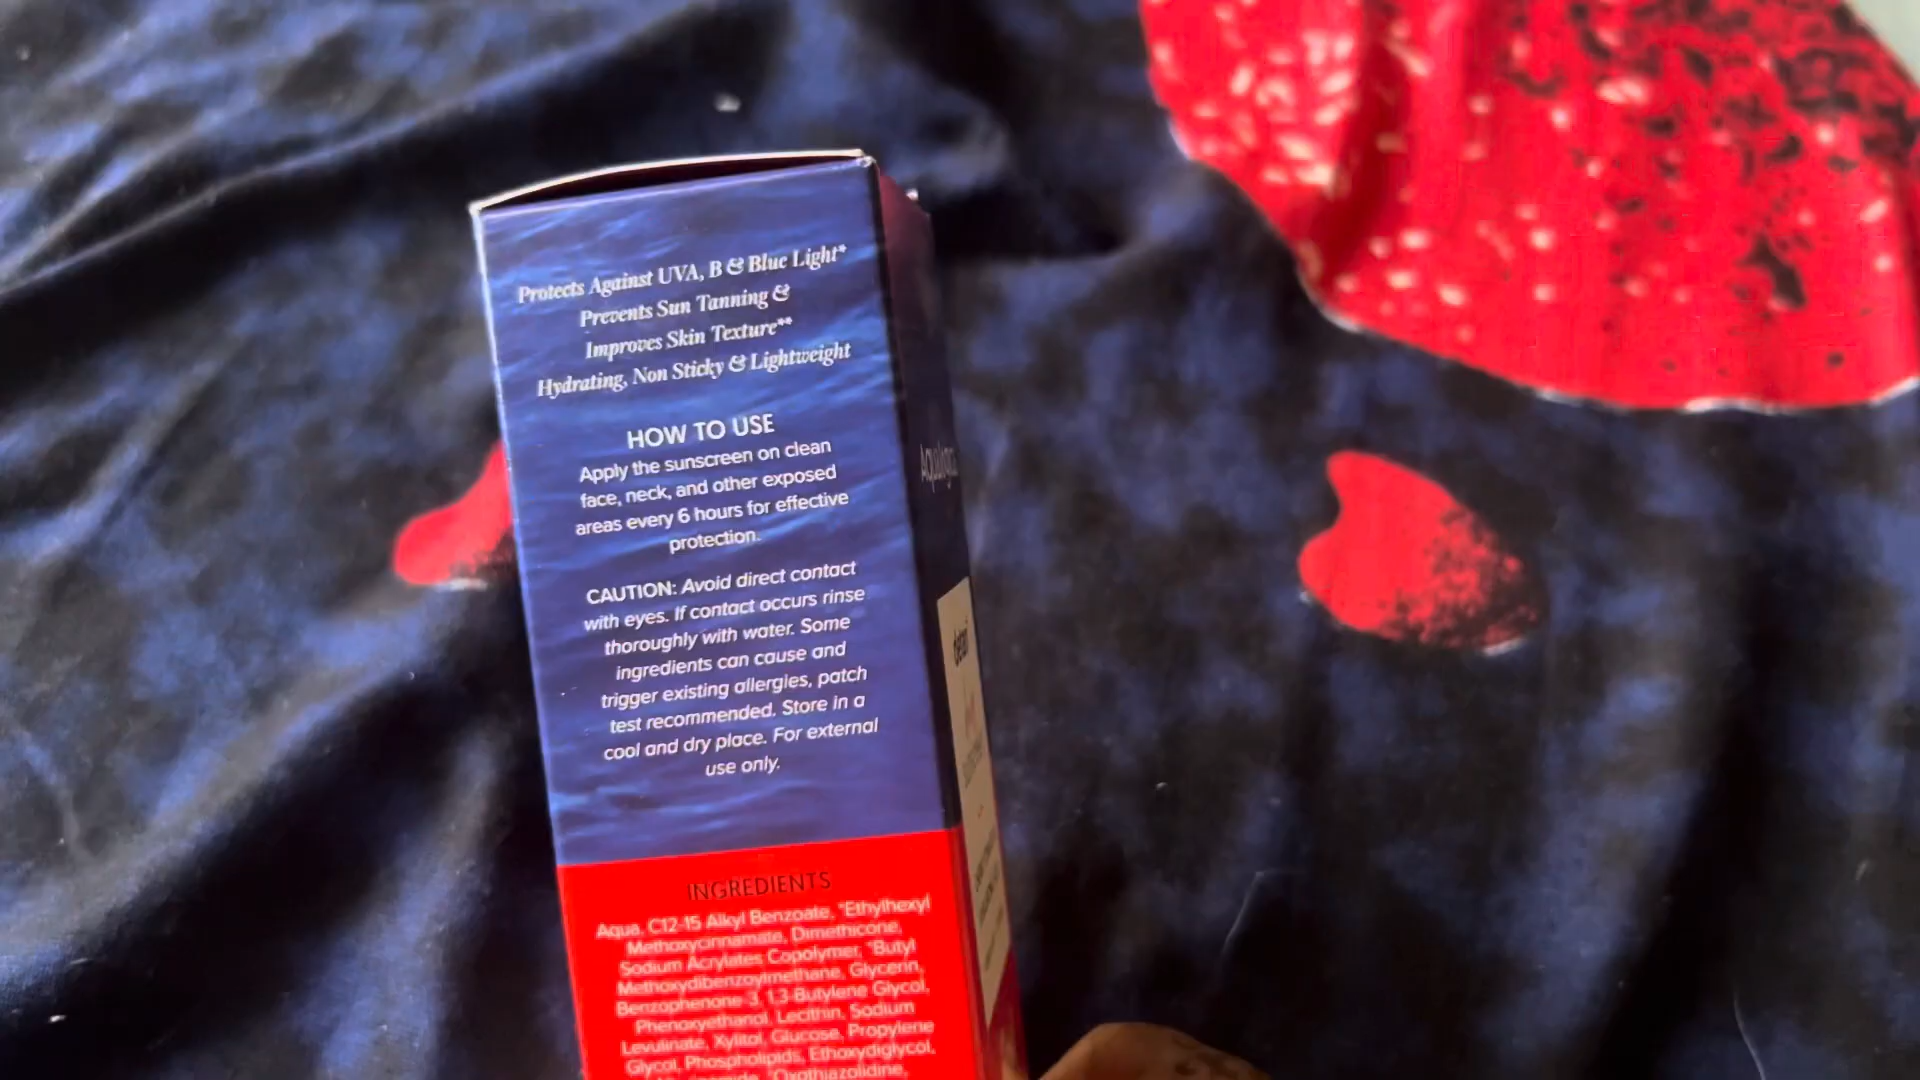 Protects Against UVA, B & Blue Light*
Prevents Sun Tanning &
Improves Skin Texture**
Hydrating, Non Sticky & Lightweight
HOW TO USE
Apply the sunscreen on clean
face, neck, and other exposed
areas every 6 hours for effective
protection.
CAUTION: Avoid direct contact
with eyes. If contact occurs rinse
thoroughly with water. Some
ingredients can cause and
trigger existing allergies, patch
test recommended. Store in a
cool and dry place. For external
use only.
INGREDIENTS
Aqua, C12-15 Alkyl Benzoate, *Ethylhexyl
Methoxycinnamate, Dimethicone,
Sodium Acrylates Copolymer, *Butyl
Methoxydibenzoylmethane, Glycerin,
Benzophenone 3, 1,3 Butylene Glycol,
Phenoxyethanol, Lecithin, Sodium
Levulinate, Xylitol, Glucose, Propylene
Glycol, Phospholipids, Ethoxydiglycol,
*Oxothiazolidine,
detan